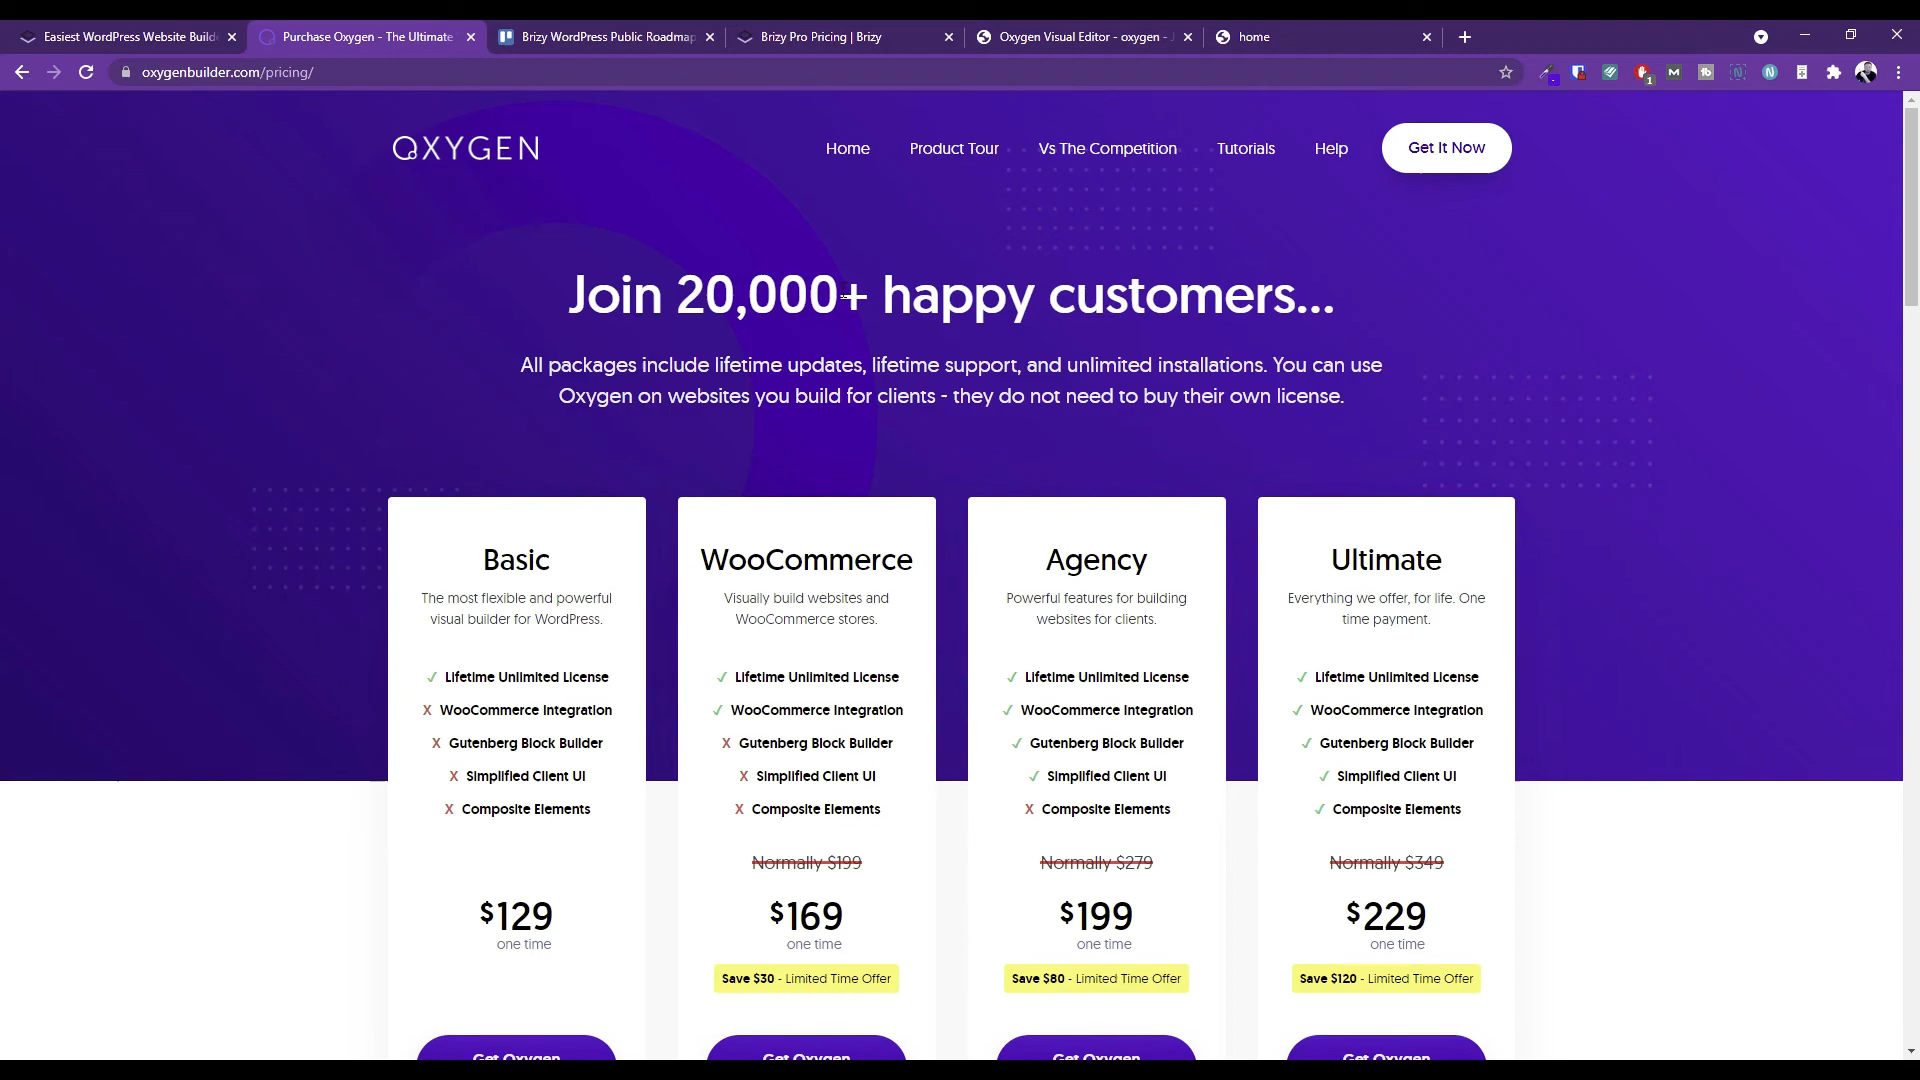 Easiest WordPress Website Build
Purchase Oxygen - The Ultimate
Brizy WordPress Public Roadmap
Brizy Pro Pricing | Brizy
Oxygen Visual Editor - oxygen -
home
oxygenbuilder.com/pricing/
OXYGEN
Home
Product Tour
Vs The Competition
Tutorials
Help
Get It Now
Join 20,000+ happy customers...
All packages include lifetime updates, lifetime support, and unlimited installations. You can use
Oxygen on websites you build for clients - they do not need to buy their own license.
Basic
The most flexible and powerful
visual builder for WordPress.
✓ Lifetime Unlimited License
X WooCommerce Integration
X Gutenberg Block Builder
X Simplified Client UI
X Composite Elements
$129
one time
Get Oxygen
WooCommerce
Visually build websites and
WooCommerce stores.
✓ Lifetime Unlimited License
✓ WooCommerce Integration
X Gutenberg Block Builder
X Simplified Client UI
X Composite Elements
Normally $199
$169
one time
Save $30 - Limited Time Offer
Get Oxygen
Agency
Powerful features for building
websites for clients.
✓ Lifetime Unlimited License
✓ WooCommerce Integration
✓ Gutenberg Block Builder
✓ Simplified Client UI
X Composite Elements
Normally $279
$199
one time
Save $80 - Limited Time Offer
Get Oxygen
Ultimate
Everything we offer, for life. One
time payment.
✓ Lifetime Unlimited License
✓ WooCommerce Integration
✓ Gutenberg Block Builder
✓ Simplified Client UI
✓ Composite Elements
Normally $349
$229
one time
Save $120 - Limited Time Offer
Get Oxygen